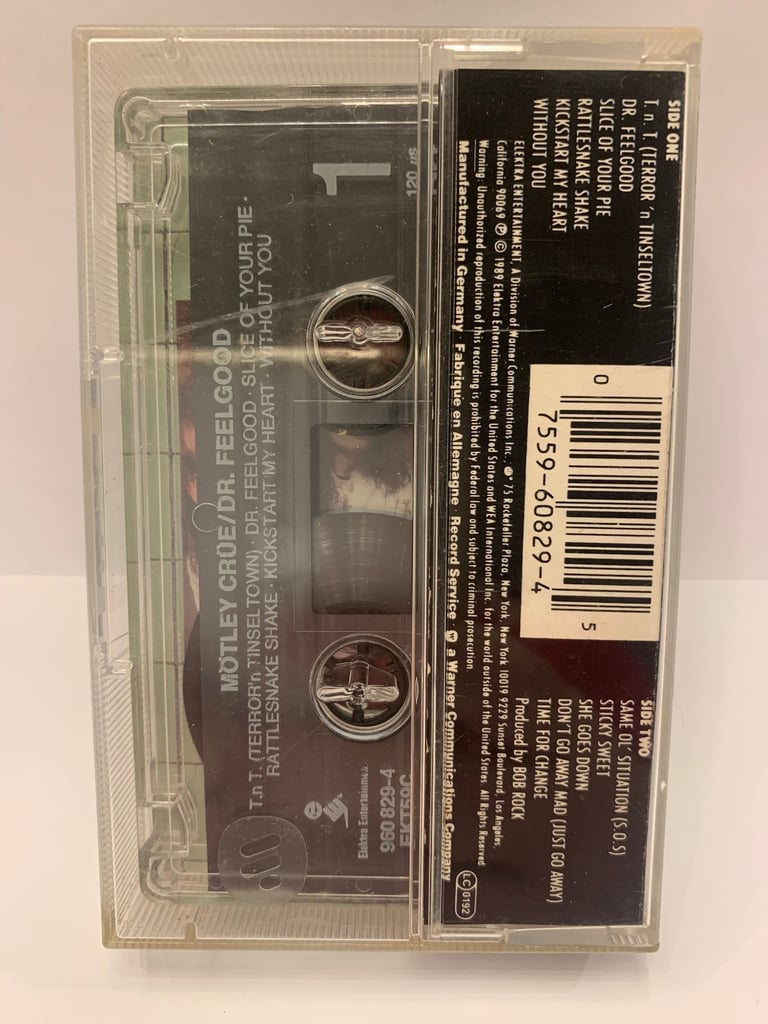 SIDE ONE
T.n.T. (TERROR 'n TINSELTOWN)
DR. FEELGOOD
SLICE OF YOUR PIE
RATTLESNAKE SHAKE
KICKSTART MY HEART
WITHOUT YOU
0 7559-60829-4 5
SIDE TWO
SAME OL' SITUATION (S.O.S)
STICKY SWEET
SHE GOES DOWN
DON'T GO AWAY MAD (JUST GO AWAY)
TIME FOR CHANGE
Produced by BOB ROCK
ELEKTRA ENTERTAINMENT, A Division of Warner Communications Inc., 75 Rockefeller Plaza, New York, New York 10019 9229 Sunset Boulevard, Los Angeles,
California 90069 ℗ © 1989 Elektra Entertainment for the United States and WEA International Inc. for the world outside of the United States. All Rights Reserved
Warning: Unauthorized reproduction of this recording is prohibited by Federal law and subject to criminal prosecution.
Manufactured in Germany · Fabrique en Allemagne · Record Service · a Warner Communications Company
LC 0192
1
120 µs
MÖTLEY CRÜE/DR. FEELGOOD
T.n T. (TERROR'n TINSELTOWN) · DR. FEELGOOD · SLICE OF YOUR PIE ·
RATTLESNAKE SHAKE · KICKSTART MY HEART · WITHOUT YOU
Elektra Entertainment
960 829-4
EKT59C